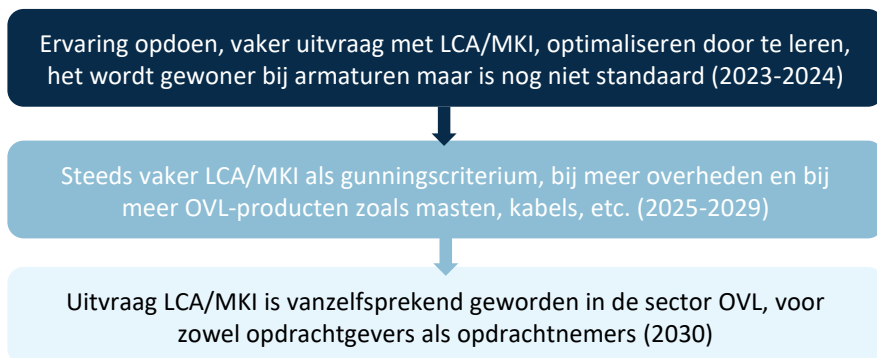 Ervaring opdoen, vaker uitvraag met LCA/MKI, optimaliseren door te leren,
het wordt gewoner bij armaturen maar is nog niet standaard (2023-2024)
Steeds vaker LCA/MKI als gunningscriterium, bij meer overheden en bij
meer OVL-producten zoals masten, kabels, etc. (2025-2029)
Uitvraag LCA/MKI is vanzelfsprekend geworden in de sector OVL, voor
zowel opdrachtgevers als opdrachtnemers (2030)